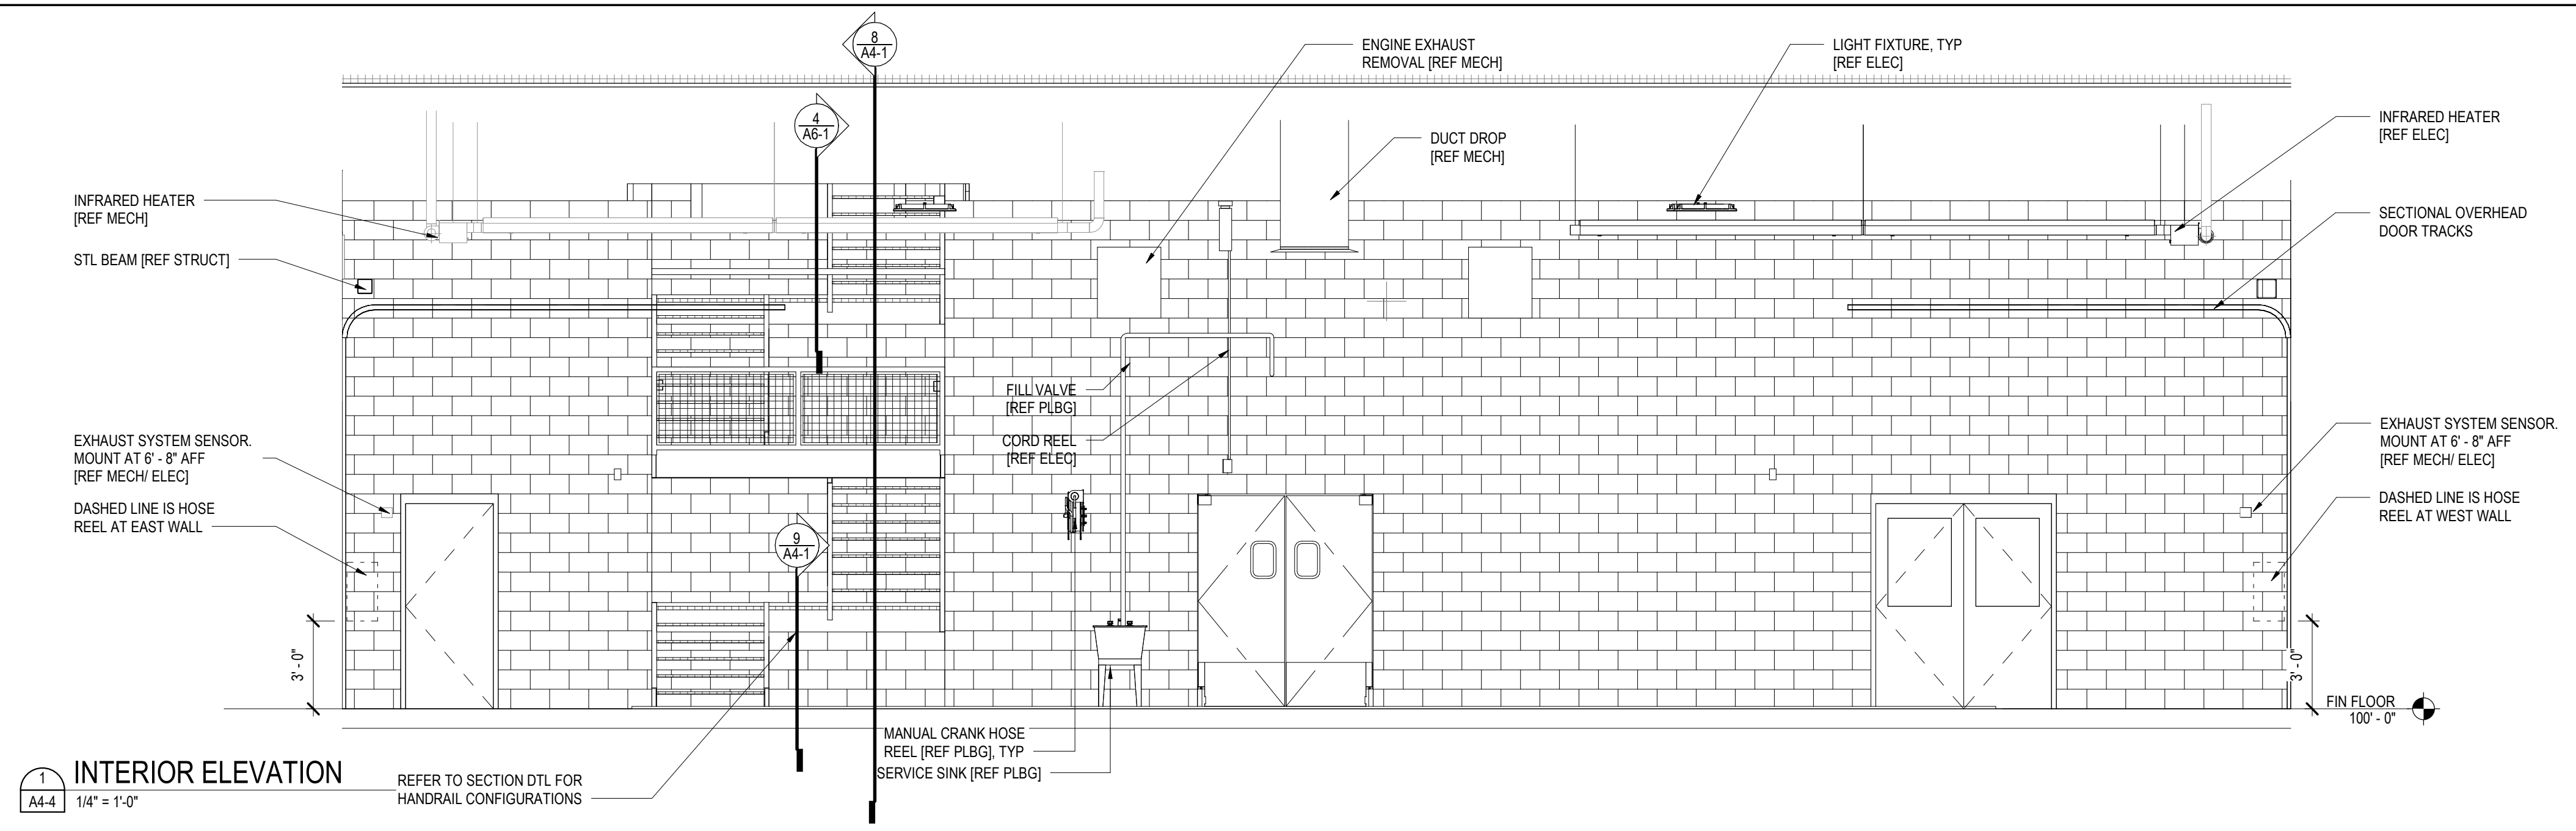 8
A4-1
ENGINE EXHAUST
REMOVAL [REF MECH]
LIGHT FIXTURE, TYP
[REF ELEC]
4
A6-1
DUCT DROP
[REF MECH]
INFRARED HEATER
[REF ELEC]
INFRARED HEATER
[REF MECH]
SECTIONAL OVERHEAD
DOOR TRACKS
STL BEAM [REF STRUCT]
FILL VALVE
[REF PLBG]
CORD REEL
[REF ELEC]
EXHAUST SYSTEM SENSOR.
MOUNT AT 6' - 8" AFF
[REF MECH/ ELEC]
EXHAUST SYSTEM SENSOR.
MOUNT AT 6' - 8" AFF
[REF MECH/ ELEC]
DASHED LINE IS HOSE
REEL AT EAST WALL
DASHED LINE IS HOSE
REEL AT WEST WALL
9
A4-1
3' - 0"
3' - 0"
FIN FLOOR
100' - 0"
MANUAL CRANK HOSE
REEL [REF PLBG], TYP
SERVICE SINK [REF PLBG]
1
A4-4
INTERIOR ELEVATION
1/4" = 1'-0"
REFER TO SECTION DTL FOR
HANDRAIL CONFIGURATIONS